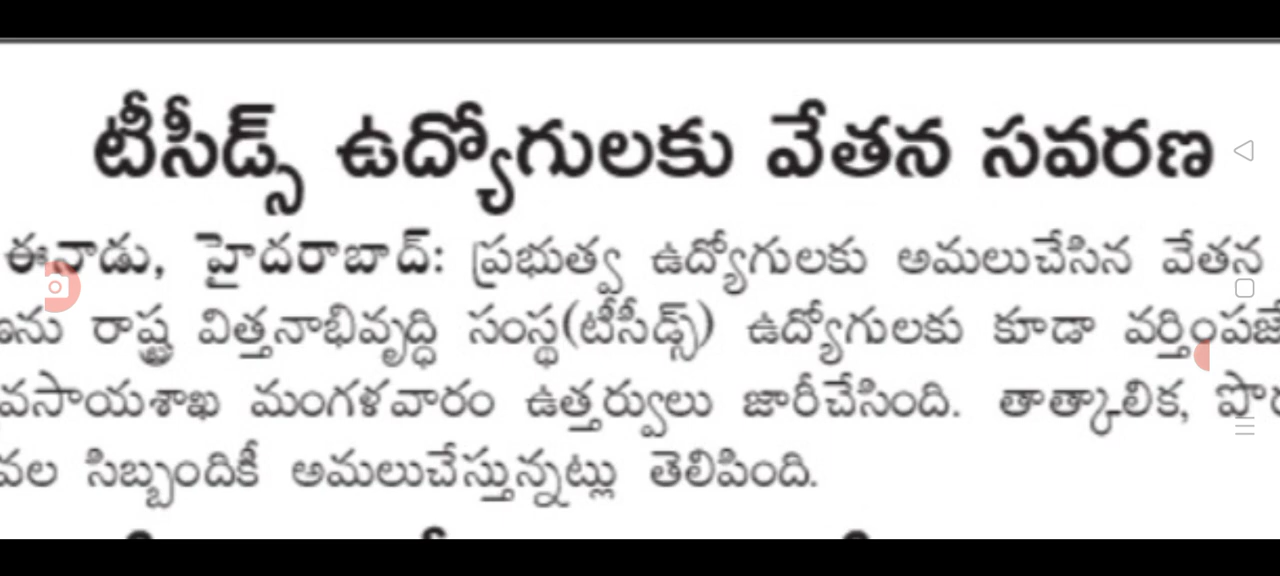 టీసీడ్స్ ఉద్యోగులకు వేతన సవరణ
ఈనాడు, హైదరాబాద్: ప్రభుత్వ ఉద్యోగులకు అమలుచేసిన వేతన
రాష్ట్ర విత్తనాభివృద్ధి సంస్థ(టీసీడ్స్) ఉద్యోగులకు కూడా
మంగళవారం ఉత్తర్వులు జారీచేసింది. తాత్కాలిక,
సిబ్బందికీ అమలుచేస్తున్నట్లు తెలిపింది.